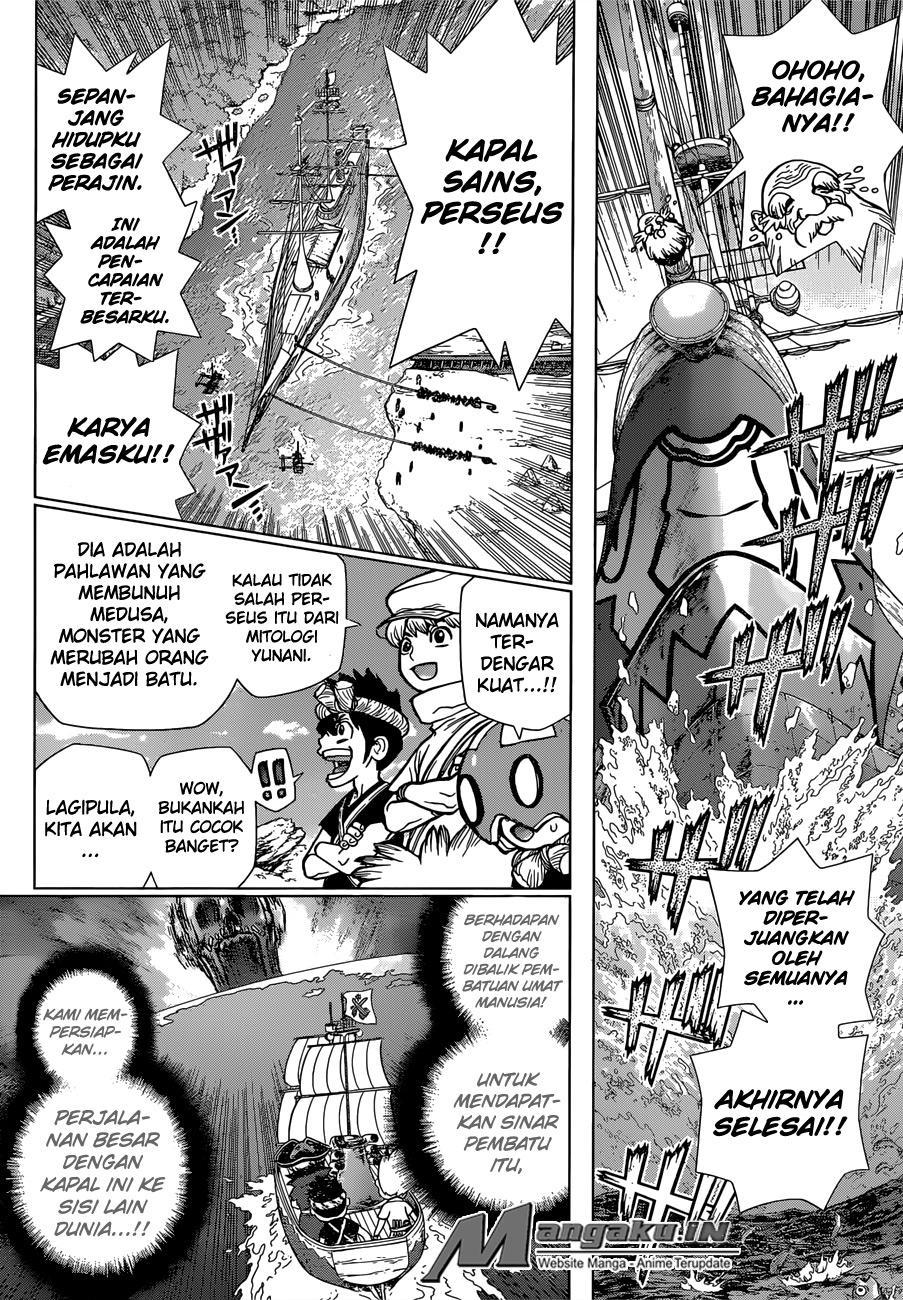 OHOHO,
BAHAGIA-
NYA!!
YANG TELAH
DIPER-
JUANGKAN
OLEH
SEMUANYA
...
AKHIRNYA
SELESAI!!
KAPAL
SAINS,
PERSEUS
!!
SEPAN-
JANG
HIDUPKU
SEBAGAI
PERAJIN.
INI
ADALAH
PEN-
CAPAIAN
TER-
BESARKU.
KARYA
EMASKU!!
NAMANYA
TER-
DENGAR
KUAT...!!
KALAU TIDAK
SALAH PER-
SEUS ITU DARI
MITOLOGI
YUNANI.
DIA ADALAH
PAHLAWAN YANG
MEMBUNUH
MEDUSA,
MONSTER YANG
MERUBAH ORANG
MENJADI BATU.
!!
WOW,
BUKANKAH
ITU COCOK
BANGET?
LAGIPULA,
KITA AKAN
...
BERHADAPAN
DENGAN
DALANG
DIBALIK PEM-
BATUAN UMAT
MANUSIA!
UNTUK
MENDAPAT-
KAN SINAR
PEMBATU
ITU,
KAMI MEM-
PERSIAP-
KAN...
PERJALA-
NAN BESAR
DENGAN
KAPAL INI KE
SISI LAIN
DUNIA...!!
Mangaku.in
Website Manga - Anime Terupdate